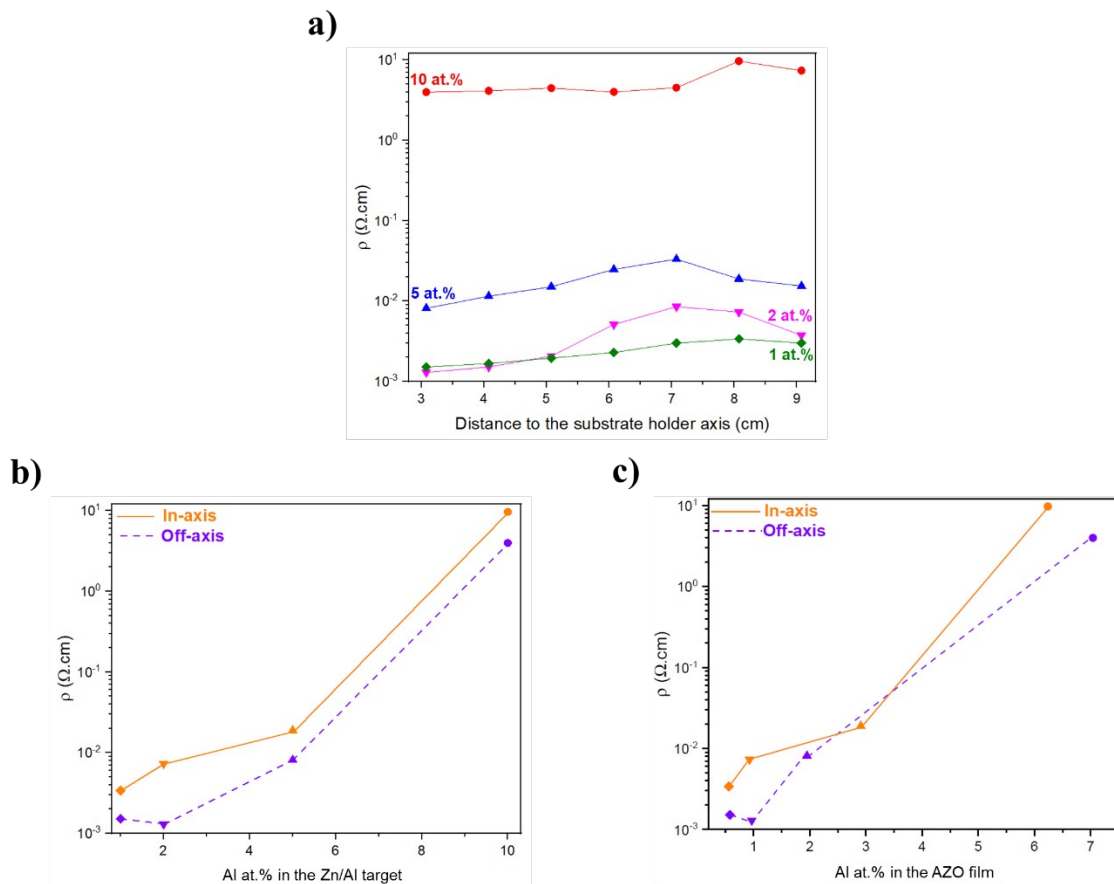 a)
10¹
10⁰
10⁻¹
10⁻²
10⁻³
ρ (Ω.cm)
10 at.%
5 at.%
2 at.%
1 at.%
3 4 5 6 7 8 9
Distance to the substrate holder axis (cm)
b)
In-axis
Off-axis
10¹
10⁰
10⁻¹
10⁻²
10⁻³
ρ (Ω.cm)
2 4 6 8 10
Al at.% in the Zn/Al target
c)
In-axis
Off-axis
10¹
10⁰
10⁻¹
10⁻²
10⁻³
ρ (Ω.cm)
1 2 3 4 5 6 7
Al at.% in the AZO film